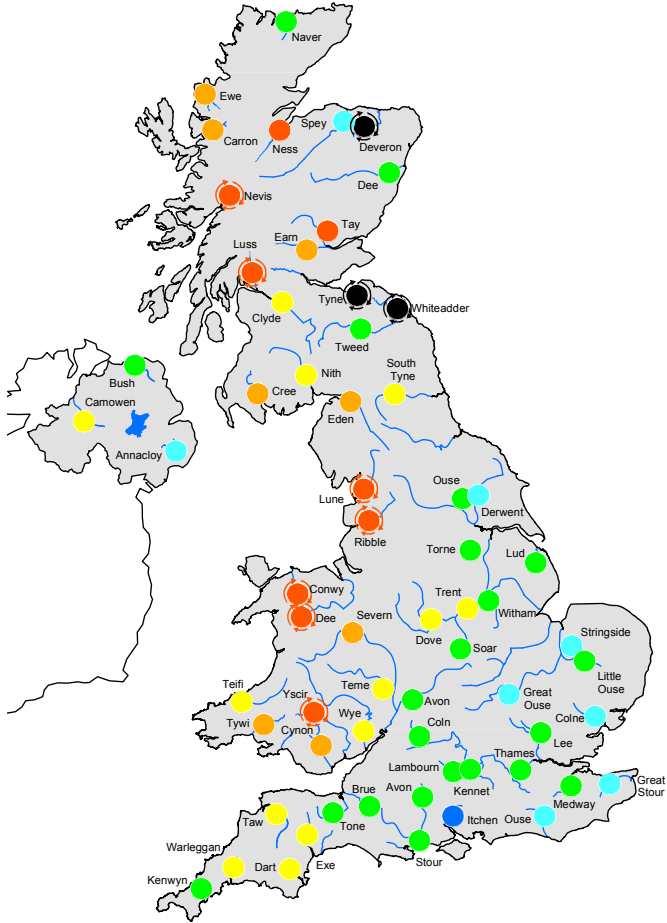 Naver
Ewe
Spey
Carron
Ness
Deveron
Dee
Nevis
Tay
Earn
Luss
Tyne
Whiteadder
Clyde
Tweed
Bush
Nith
South
Tyne
Camowen
Cree
Eden
Annacloy
Ouse
Lune
Derwent
Ribble
Torne
Lud
Conwy
Trent
Dee
Severn
Witham
Stringside
Dove
Soar
Little
Ouse
Teifi
Yscir
Teme
Great
Ouse
Avon
Colne
Tywi
Wye
Cynon
Coln
Lee
Thames
Lambourn
Kennet
Great
Stour
Brue
Avon
Medway
Taw
Tone
Itchen
Ouse
Warleggan
Stour
Dart
Exe
Kenwyn